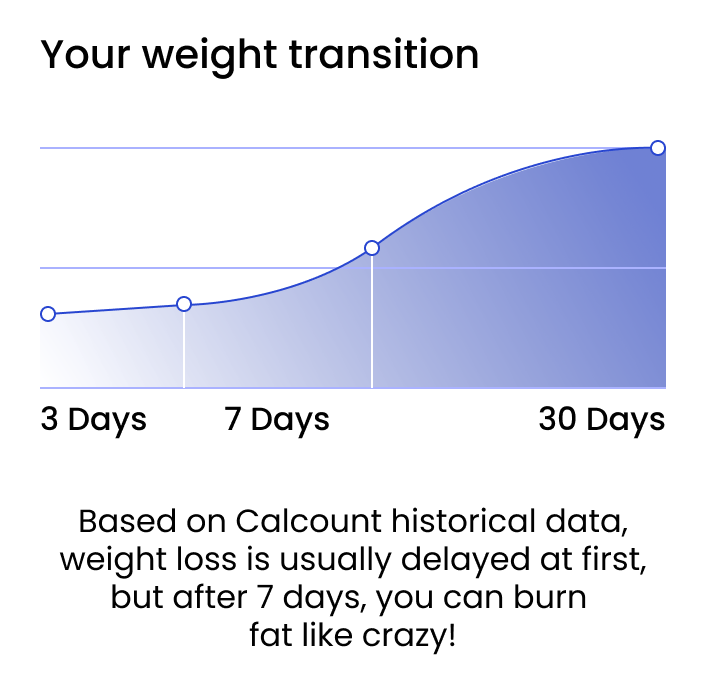 Your weight transition
3 Days 7 Days 30 Days
Based on Calcount historical data,
weight loss is usually delayed at first,
but after 7 days, you can burn
fat like crazy!